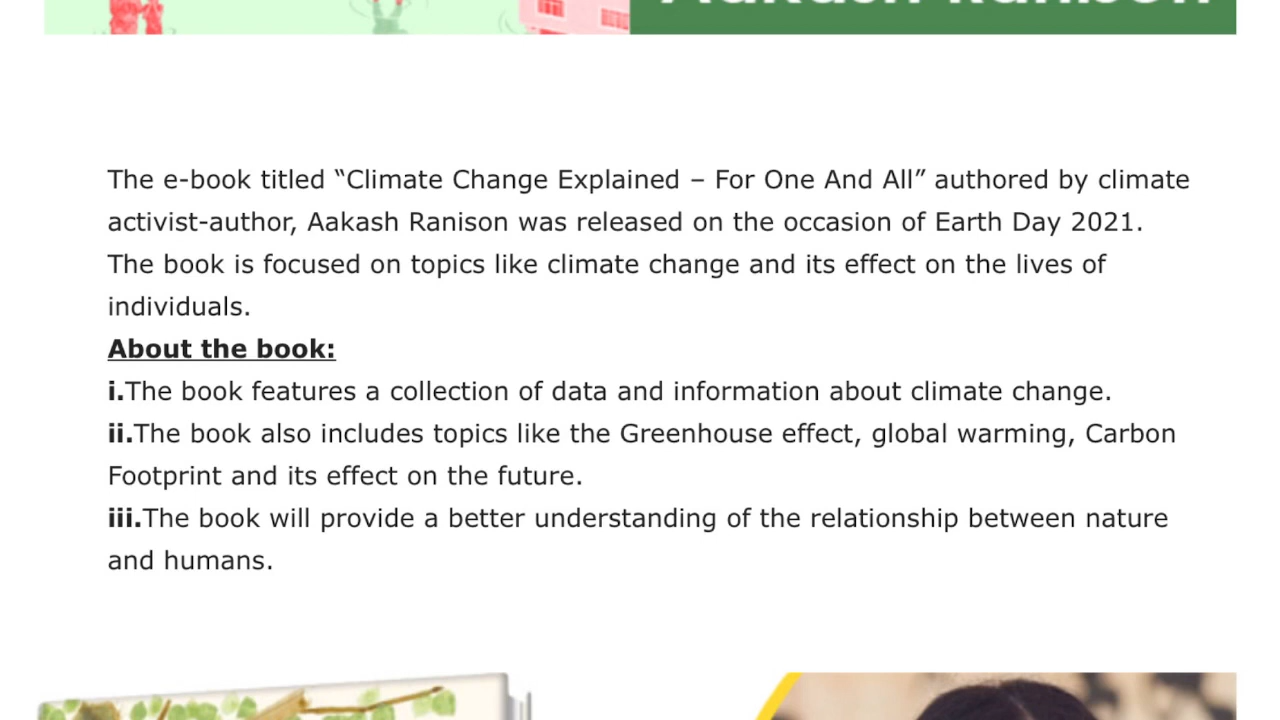 Aakash Ranison
The e-book titled “Climate Change Explained – For One And All” authored by climate
activist-author, Aakash Ranison was released on the occasion of Earth Day 2021.
The book is focused on topics like climate change and its effect on the lives of
individuals.
About the book:
i.The book features a collection of data and information about climate change.
ii.The book also includes topics like the Greenhouse effect, global warming, Carbon
Footprint and its effect on the future.
iii.The book will provide a better understanding of the relationship between nature
and humans.